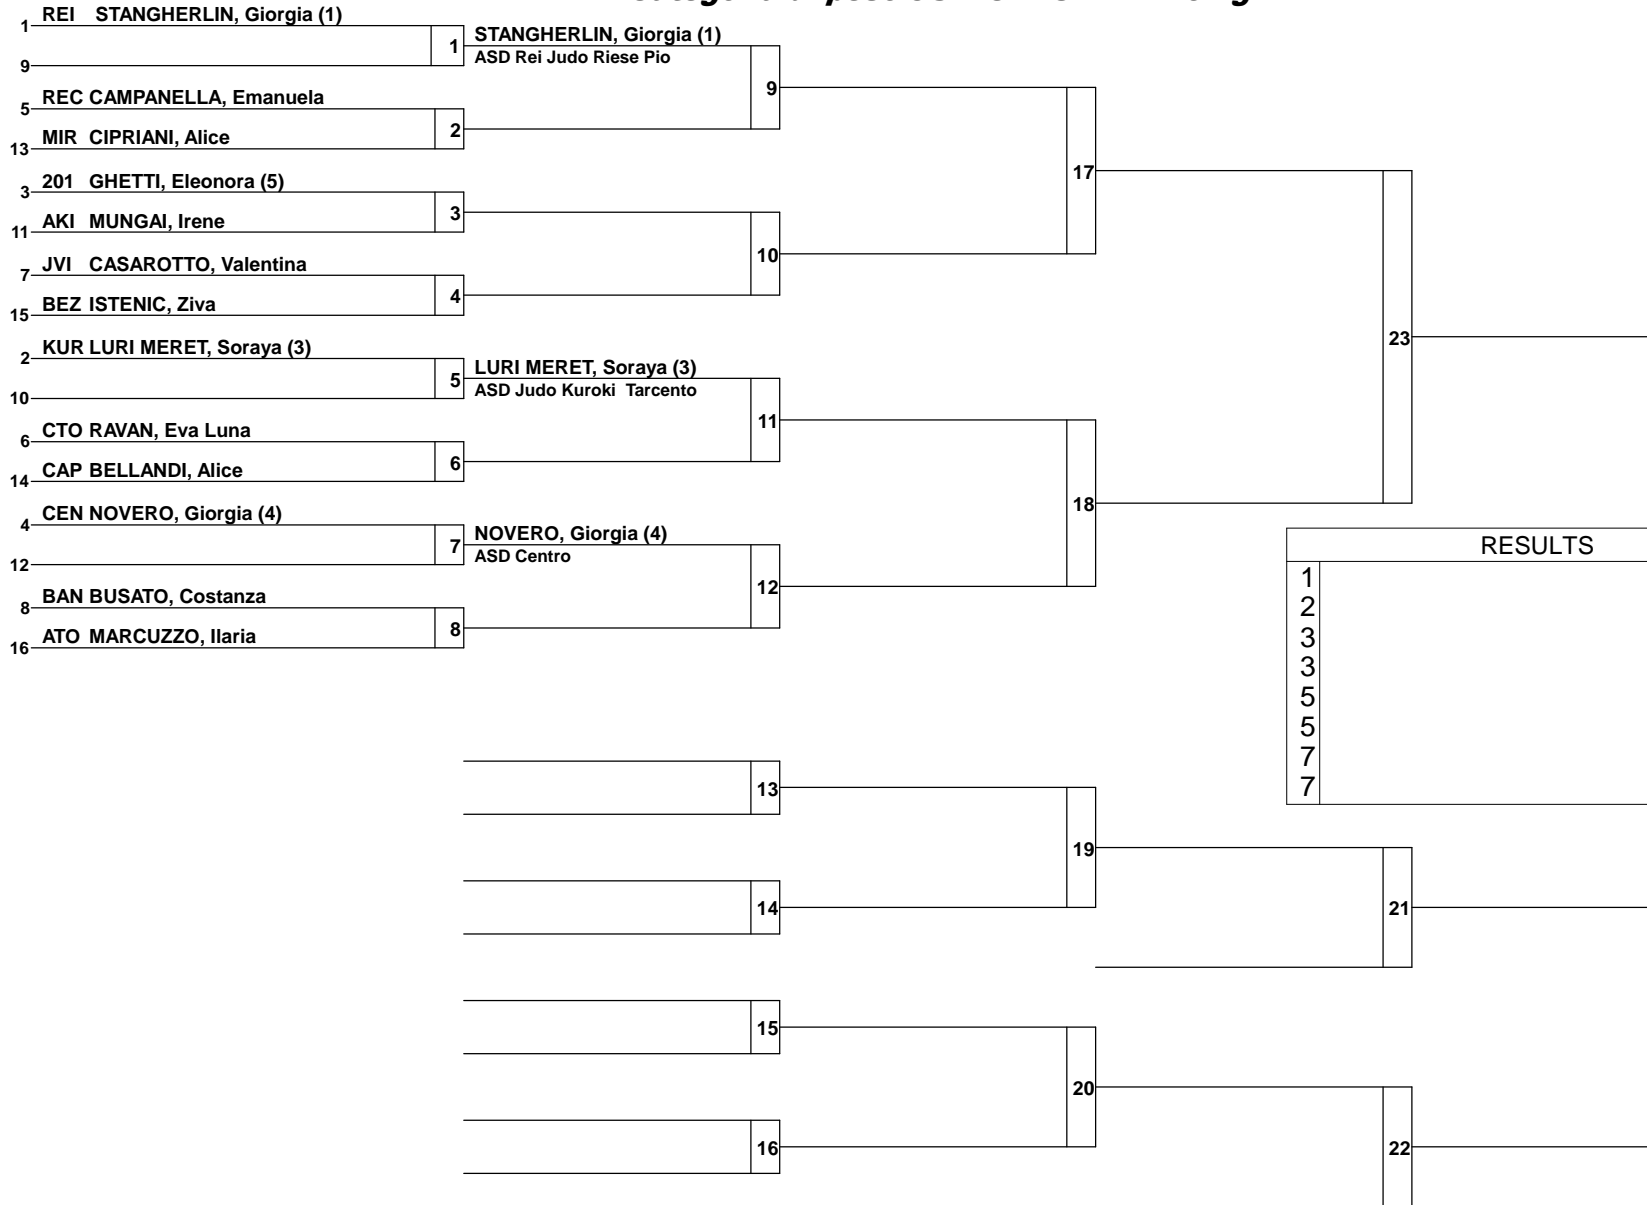 1 REI STANGHERLIN, Giorgia (1)
9
1
STANGHERLIN, Giorgia (1)
ASD Rei Judo Riese Pio
5 REC CAMPANELLA, Emanuela
13 MIR CIPRIANI, Alice
2
9
3 201 GHETTI, Eleonora (5)
11 AKI MUNGAI, Irene
3
7 JVI CASAROTTO, Valentina
15 BEZ ISTENIC, Ziva
4
10
17
2 KUR LURI MERET, Soraya (3)
10
5
LURI MERET, Soraya (3)
ASD Judo Kuroki Tarcento
6 CTO RAVAN, Eva Luna
14 CAP BELLANDI, Alice
6
11
4 CEN NOVERO, Giorgia (4)
12
7
NOVERO, Giorgia (4)
ASD Centro
8 BAN BUSATO, Costanza
16 ATO MARCUZZO, Ilaria
8
12
18
23
RESULTS
1
2
3
3
5
5
7
7
13
14
19
21
15
16
20
22